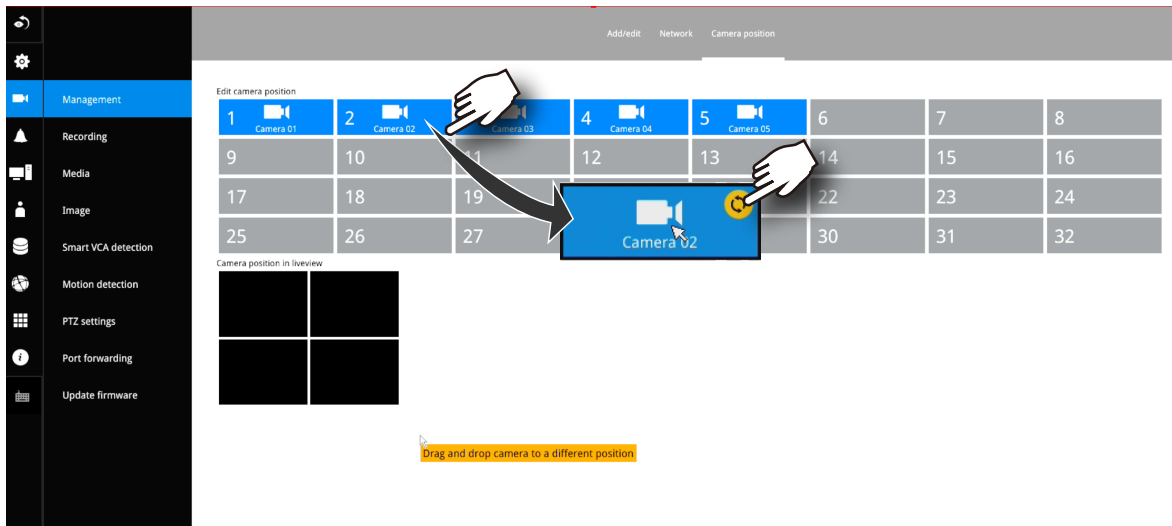 Add/edit Network Camera position
Management
Recording
Media
Image
Smart VCA detection
Motion detection
PTZ settings
Port forwarding
Update firmware
Edit camera position
1 Camera 01 2 Camera 02 Camera 03 4 Camera 04 5 Camera 05 6 7 8
9 10 11 12 13 14 15 16
17 18 19 22 23 24
25 26 27 30 31 32
Camera 02
Camera position in liveview
Drag and drop camera to a different position